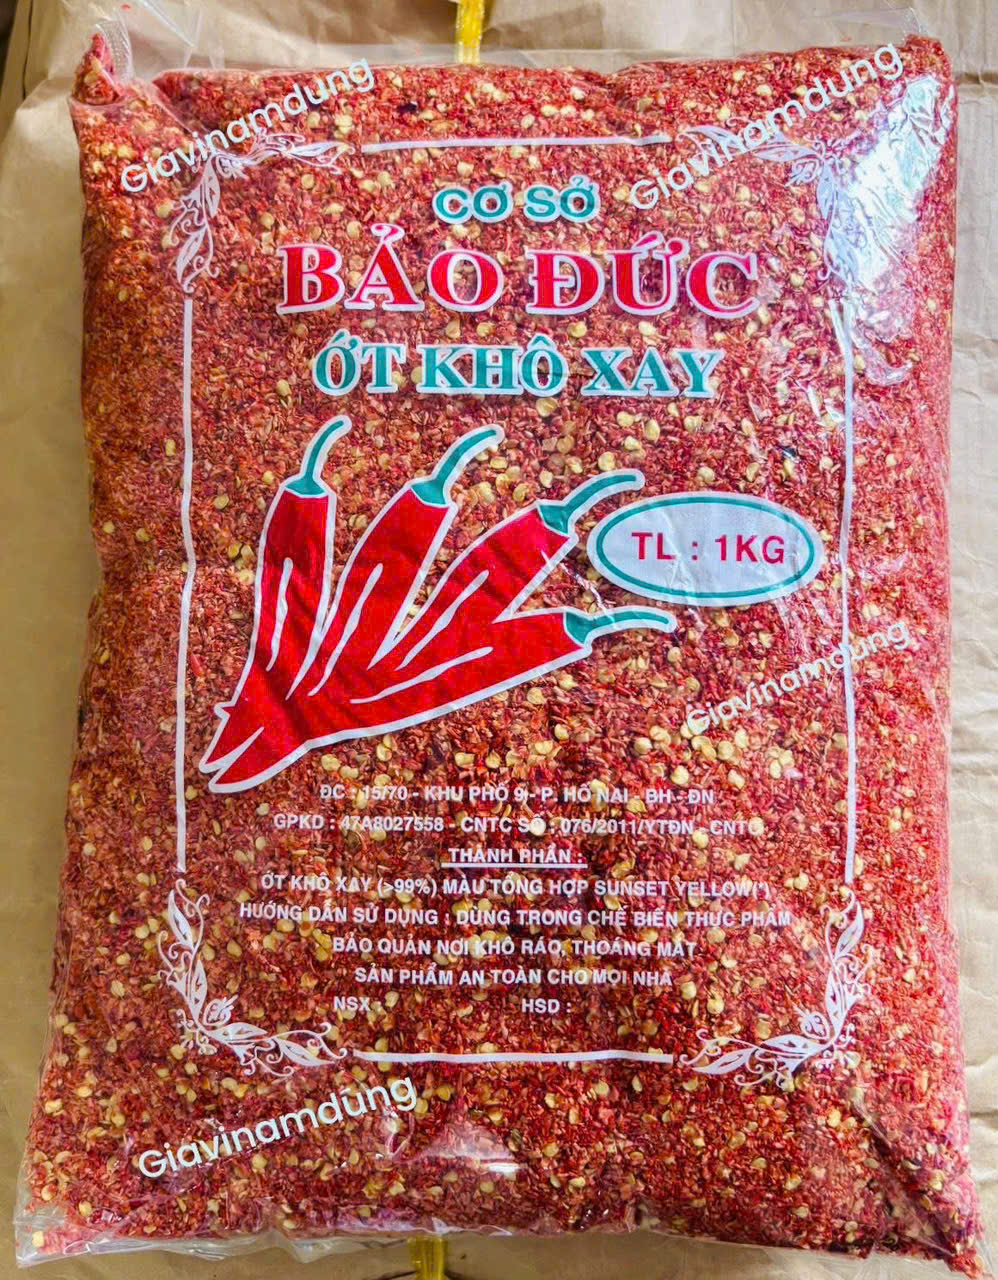 Giavinamdung
Giavinamdung
CƠ SỞ
BẢO ĐỨC
ỚT KHÔ XAY
TL : 1KG
Giavinamdung
ĐC : 15/70 - KHU PHỐ 9 - P. HỐ NAI - BH - ĐN
GPKD : 47A8027558 - CNTC SỐ : 076/2011/YTĐN - CNTC
THÀNH PHẦN :
ỚT KHÔ XAY (>99%) MÀU TỔNG HỢP SUNSET YELLOW(*)
HƯỚNG DẪN SỬ DỤNG : DÙNG TRONG CHẾ BIẾN THỰC PHẨM
BẢO QUẢN NƠI KHÔ RÁO, THOÁNG MÁT
SẢN PHẨM AN TOÀN CHO MỌI NHÀ
NSX : HSD :
Giavinamdung